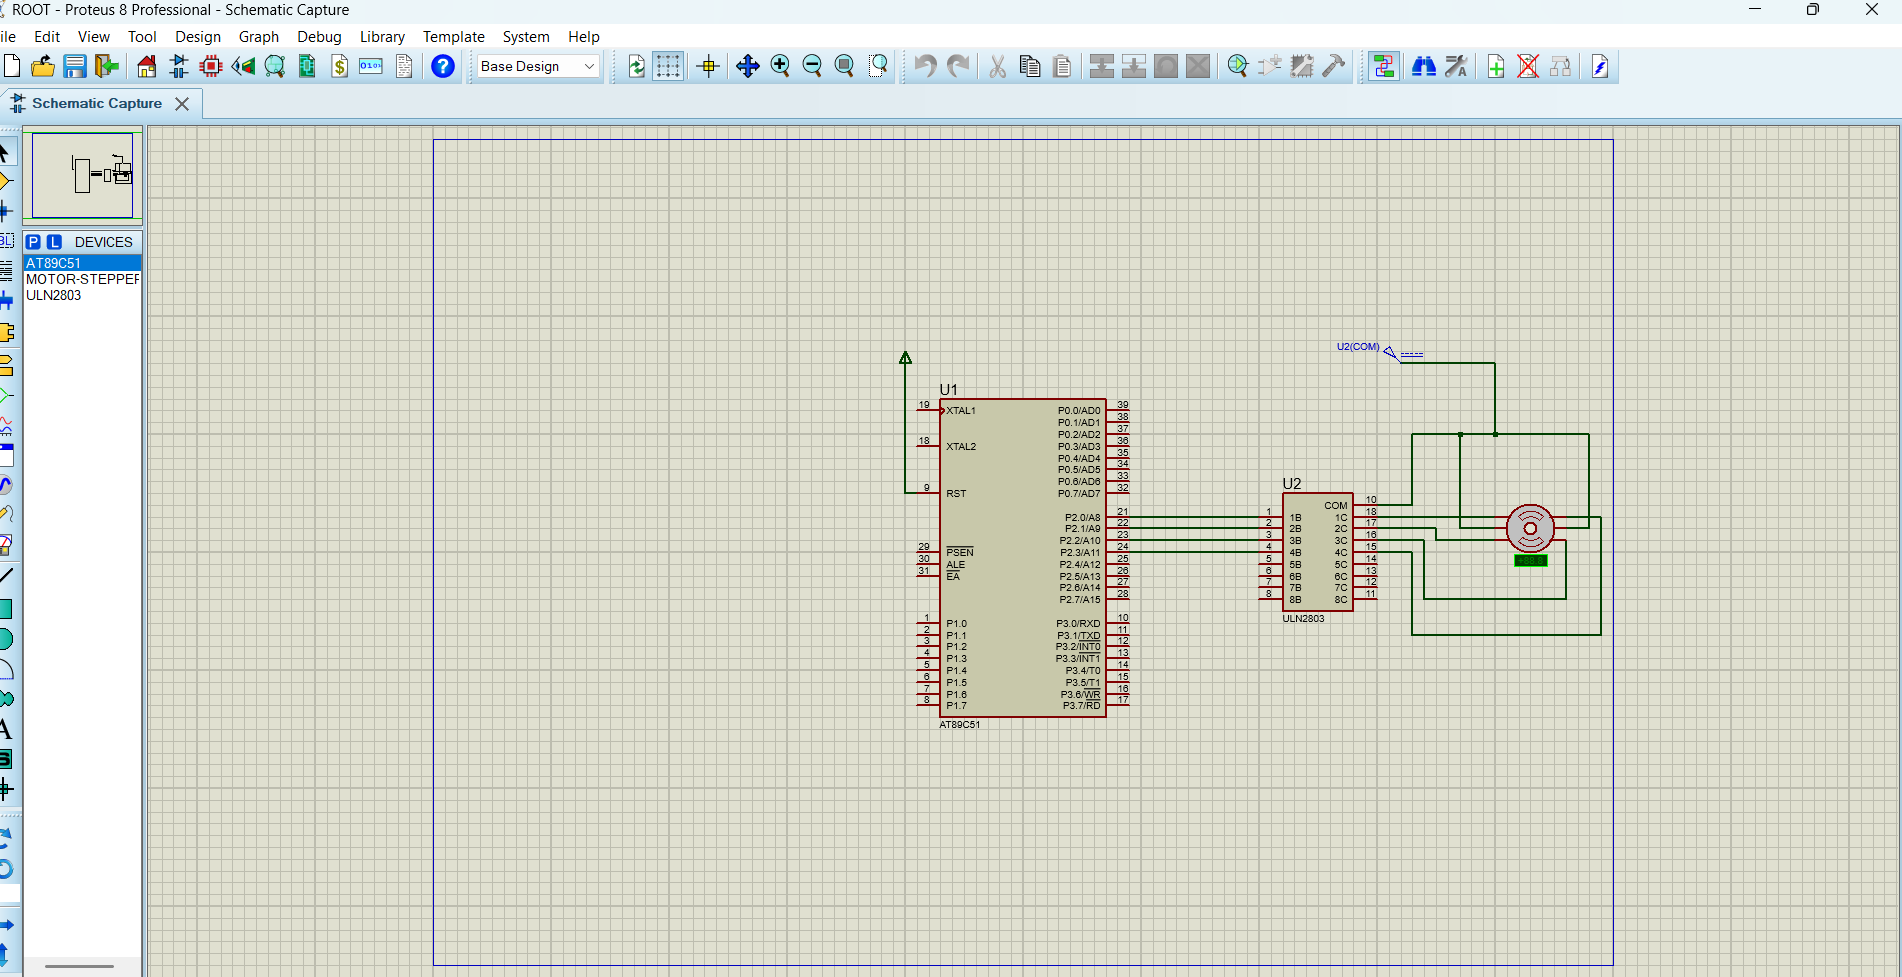 ROOT - Proteus 8 Professional - Schematic Capture
ile Edit View Tool Design Graph Debug Library Template System Help
Base Design
Schematic Capture
P L DEVICES
AT89C51
MOTOR-STEPPER
ULN2803
U2(COM)
U1
19 XTAL1
18 XTAL2
9 RST
29 PSEN
30 ALE
31 EA
1 P1.0
2 P1.1
3 P1.2
4 P1.3
5 P1.4
6 P1.5
7 P1.6
8 P1.7
P0.0/AD0 39
P0.1/AD1 38
P0.2/AD2 37
P0.3/AD3 36
P0.4/AD4 35
P0.5/AD5 34
P0.6/AD6 33
P0.7/AD7 32
P2.0/A8 21
P2.1/A9 22
P2.2/A10 23
P2.3/A11 24
P2.4/A12 25
P2.5/A13 26
P2.6/A14 27
P2.7/A15 28
P3.0/RXD 10
P3.1/TXD 11
P3.2/INT0 12
P3.3/INT1 13
P3.4/T0 14
P3.5/T1 15
P3.6/WR 16
P3.7/RD 17
AT89C51
U2
COM 10
1 1B 1C 18
2 2B 2C 17
3 3B 3C 16
4 4B 4C 15
5 5B 5C 14
6 6B 6C 13
7 7B 7C 12
8 8B 8C 11
ULN2803